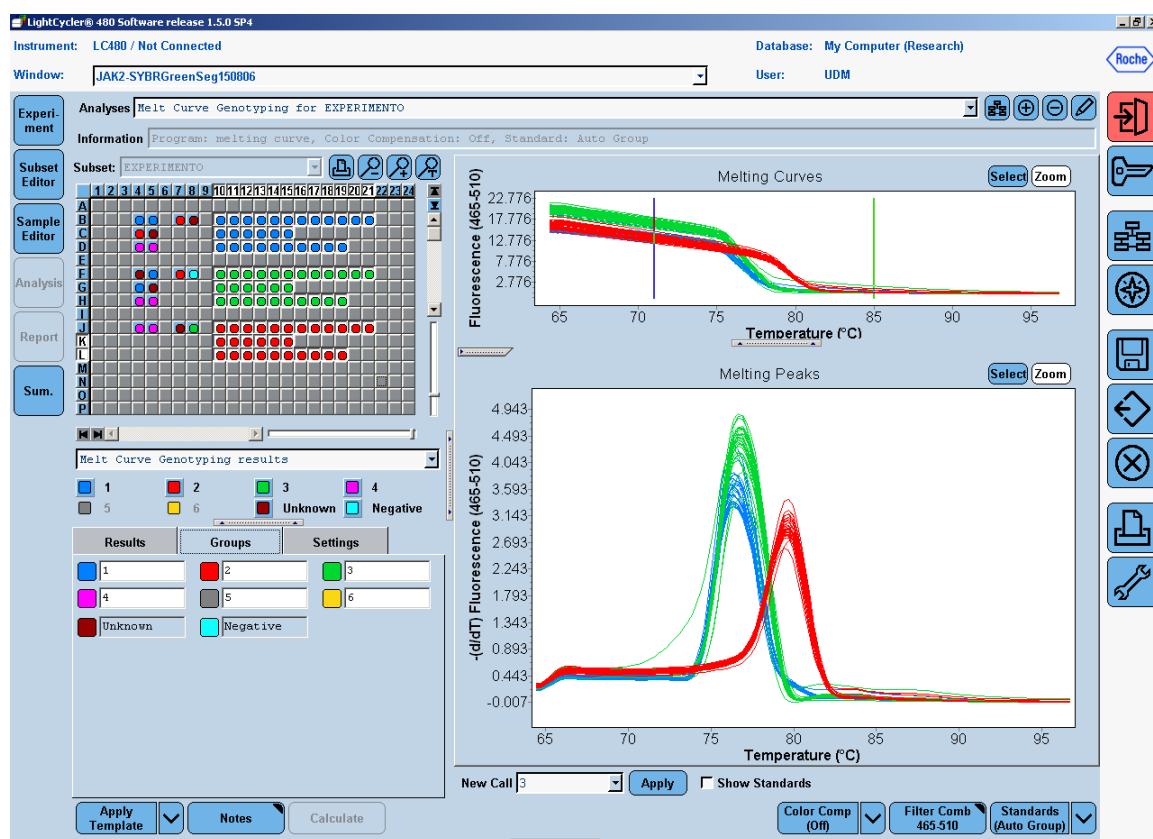 LightCycler® 480 Software release 1.5.0 SP4
Instrument: LC480 / Not Connected
Database: My Computer (Research)
Window: JAK2-SYBRGreenSeg150806
User: UDM
Roche
Experi-
ment
Subset
Editor
Sample
Editor
Analysis
Report
Sum.
Analyses Melt Curve Genotyping for EXPERIMENTO
Information Program: melting curve, Color Compensation: Off, Standard: Auto Group
Subset: EXPERIMENTO
1 2 3 4 5 6 7 8 9 10 11 12 13 14 15 16 17 18 19 20 21 22 23 24
A
B
C
D
E
F
G
H
I
J
K
L
M
N
O
P
Melt Curve Genotyping results
1 2 3 4
5 6 Unknown Negative
Results Groups Settings
1 2 3
4 5 6
Unknown Negative
Melting Curves
Select Zoom
Fluorescence (465-510)
22.776
17.776
12.776
7.776
2.776
65 70 75 80 85 90 95
Temperature (°C)
Melting Peaks
Select Zoom
-(d/dT) Fluorescence (465-510)
4.943
4.493
4.043
3.593
3.143
2.693
2.243
1.793
1.343
0.893
0.443
-0.007
65 70 75 80 85 90 95
Temperature (°C)
New Call 3 Apply Show Standards
Apply
Template
Notes
Calculate
Color Comp
(Off)
Filter Comb
465-510
Standards
(Auto Group)